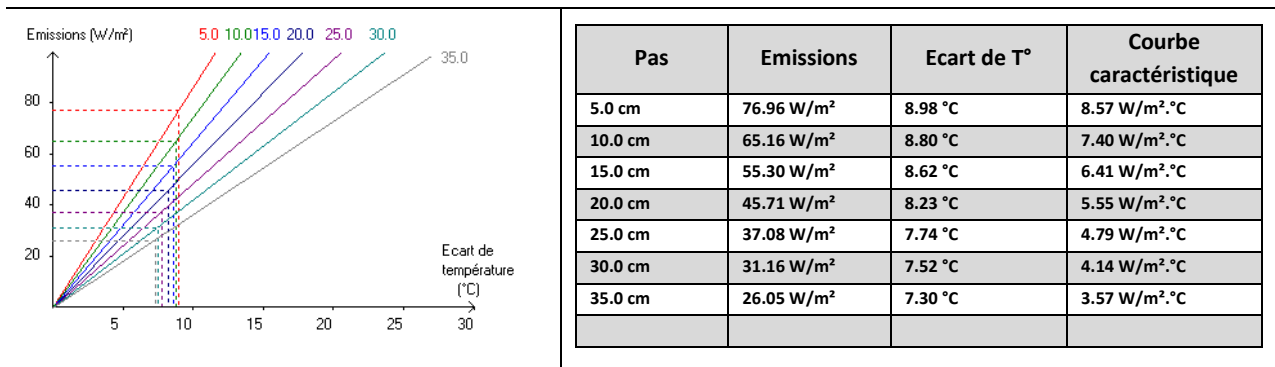 Emissions (W/m²)
5.0 10.0 15.0 20.0 25.0 30.0
35.0
80
60
40
20
Ecart de
température
(°C)
5 10 15 20 25 30
Pas Emissions Ecart de T° Courbe caractéristique
5.0 cm 76.96 W/m² 8.98 °C 8.57 W/m².°C
10.0 cm 65.16 W/m² 8.80 °C 7.40 W/m².°C
15.0 cm 55.30 W/m² 8.62 °C 6.41 W/m².°C
20.0 cm 45.71 W/m² 8.23 °C 5.55 W/m².°C
25.0 cm 37.08 W/m² 7.74 °C 4.79 W/m².°C
30.0 cm 31.16 W/m² 7.52 °C 4.14 W/m².°C
35.0 cm 26.05 W/m² 7.30 °C 3.57 W/m².°C